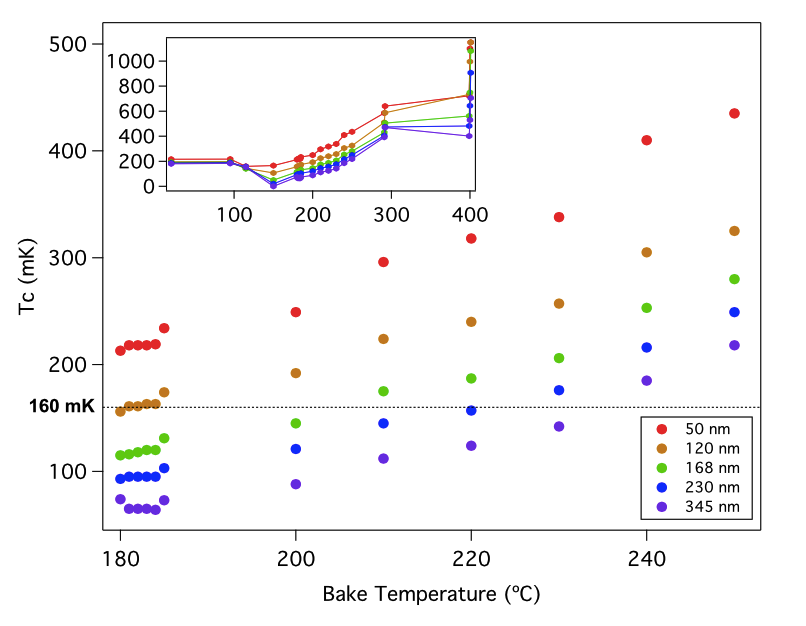 500
400
300
200
160 mK
100
Tc (mK)
1000
800
600
400
200
0
100 200 300 400
50 nm
120 nm
168 nm
230 nm
345 nm
180 200 220 240
Bake Temperature (ºC)